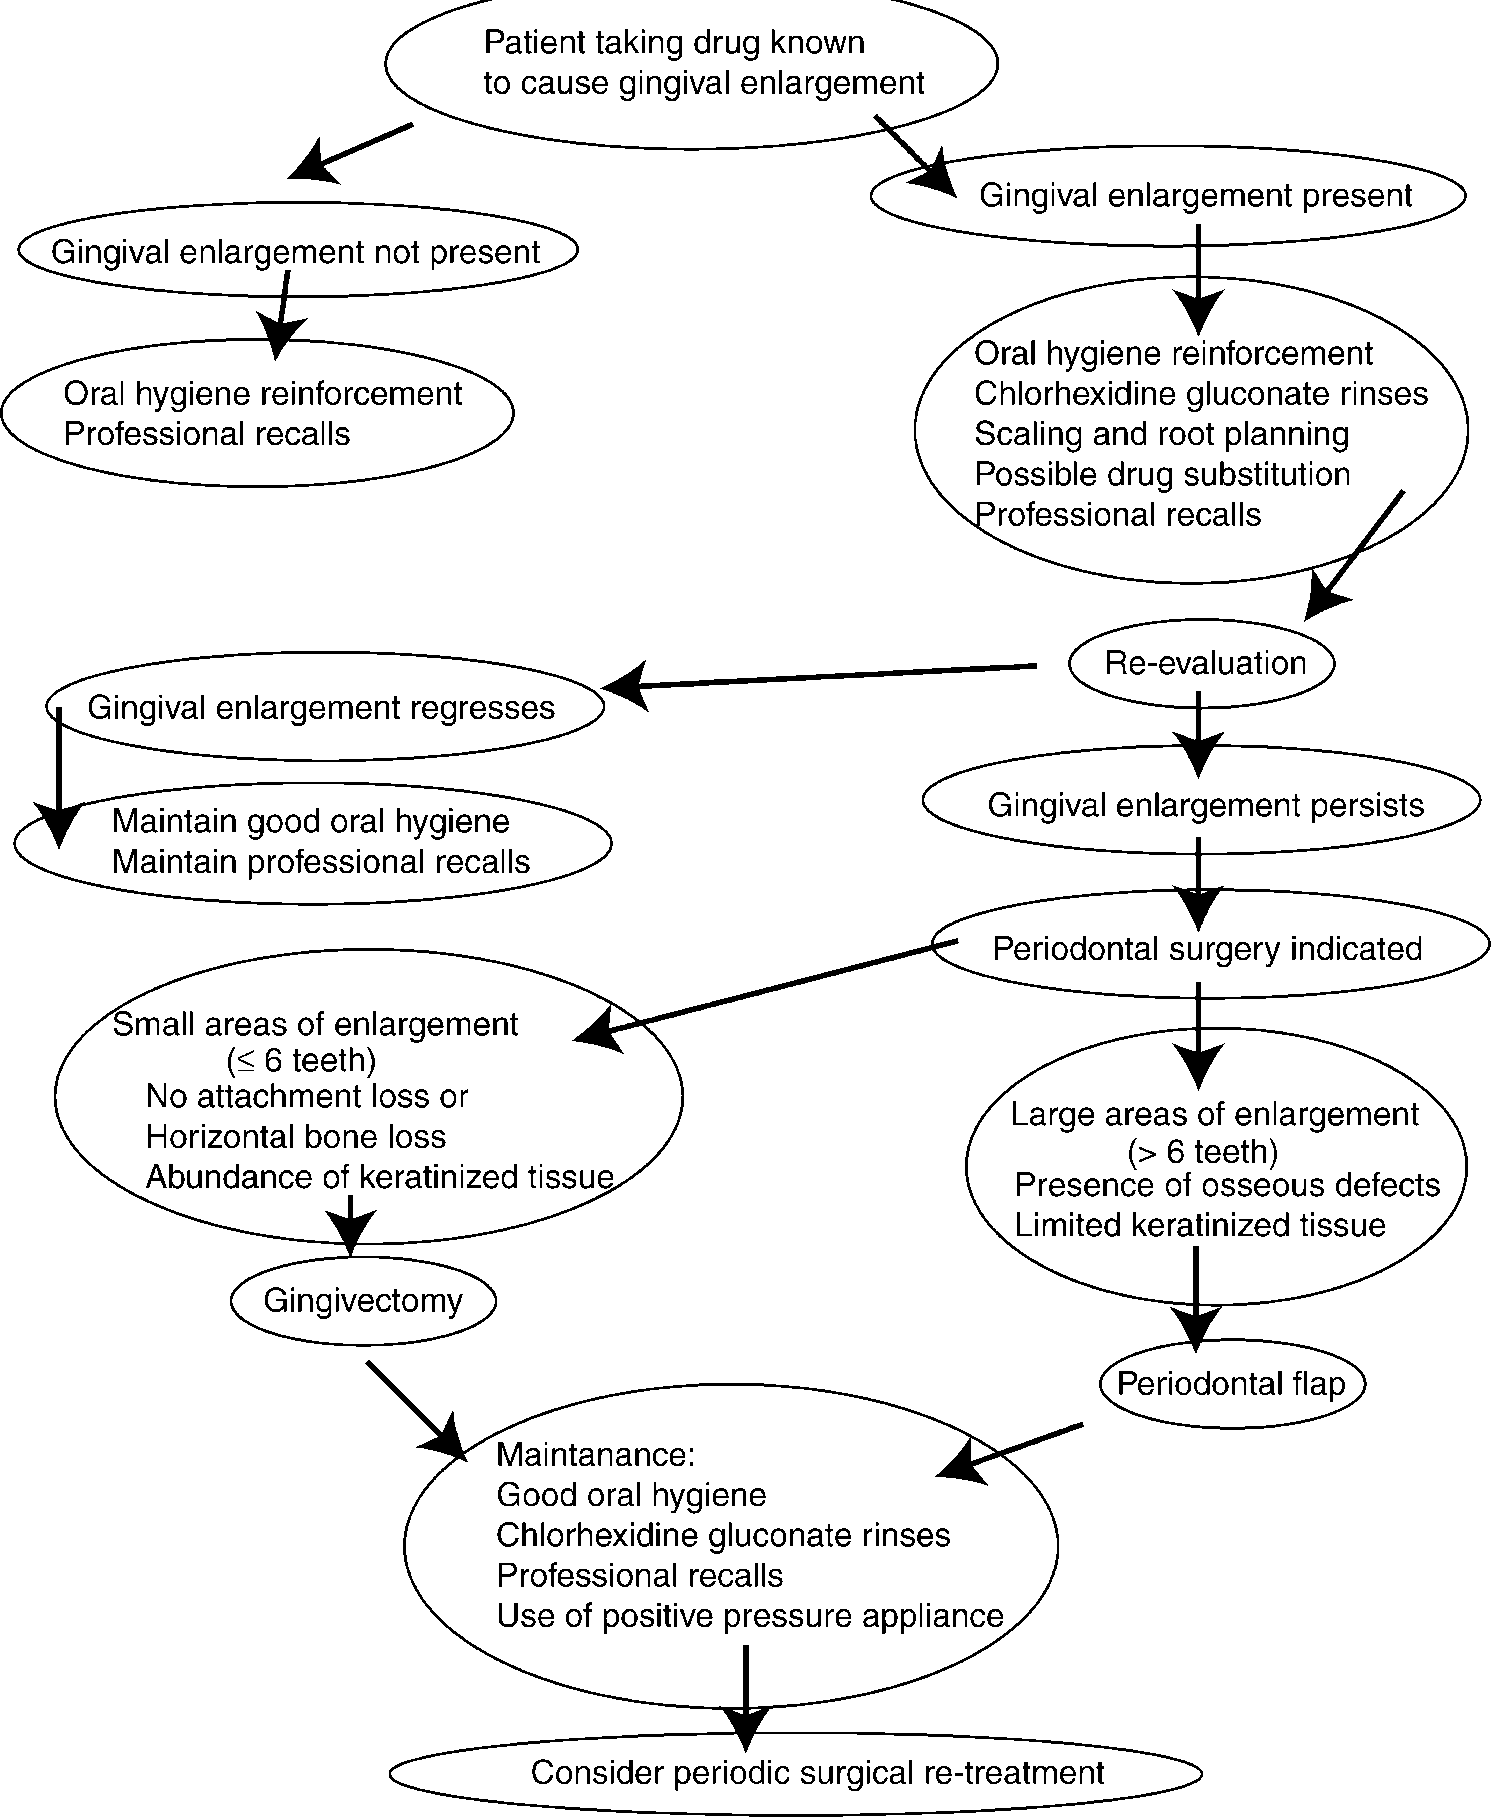 Patient taking drug known
to cause gingival enlargement
Gingival enlargement present
Gingival enlargement not present
Oral hygiene reinforcement
Professional recalls
Oral hygiene reinforcement
Chlorhexidine gluconate rinses
Scaling and root planning
Possible drug substitution
Professional recalls
Re-evaluation
Gingival enlargement regresses
Maintain good oral hygiene
Maintain professional recalls
Gingival enlargement persists
Periodontal surgery indicated
Small areas of enlargement
(≤ 6 teeth)
No attachment loss or
Horizontal bone loss
Abundance of keratinized tissue
Large areas of enlargement
(> 6 teeth)
Presence of osseous defects
Limited keratinized tissue
Gingivectomy
Periodontal flap
Maintanance:
Good oral hygiene
Chlorhexidine gluconate rinses
Professional recalls
Use of positive pressure appliance
Consider periodic surgical re-treatment